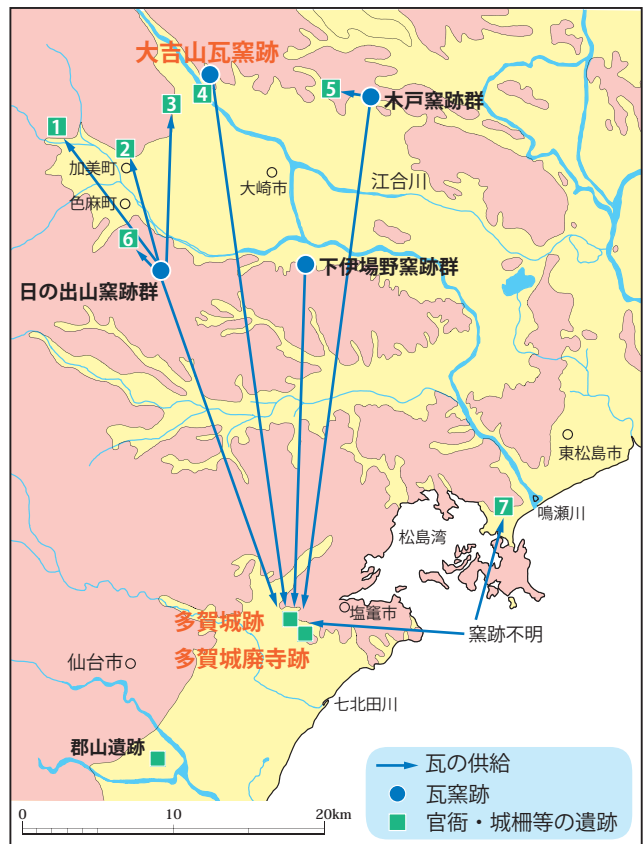 大吉山瓦窯跡
4
5
木戸窯跡群
3
1
2
加美町
大崎市
江合川
色麻町
6
日の出山窯跡群
下伊場野窯跡群
東松島市
7
鳴瀬川
松島湾
多賀城跡
塩竈市
窯跡不明
多賀城廃寺跡
仙台市
七北田川
郡山遺跡
瓦の供給
瓦窯跡
官衙・城柵等の遺跡
0 10 20km